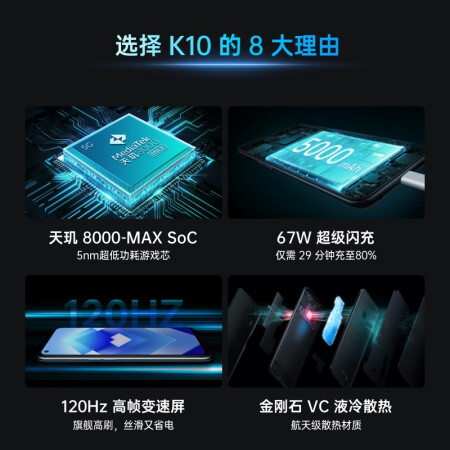 选择 K10 的 8 大理由
5G
MediaTek
天玑 8000
MAX
5000
mAh
天玑 8000-MAX SoC
5nm超低功耗游戏芯
67W 超级闪充
仅需 29 分钟充至80%
120HZ
120Hz 高帧变速屏
旗舰高刷，丝滑又省电
金刚石 VC 液冷散热
航天级散热材质